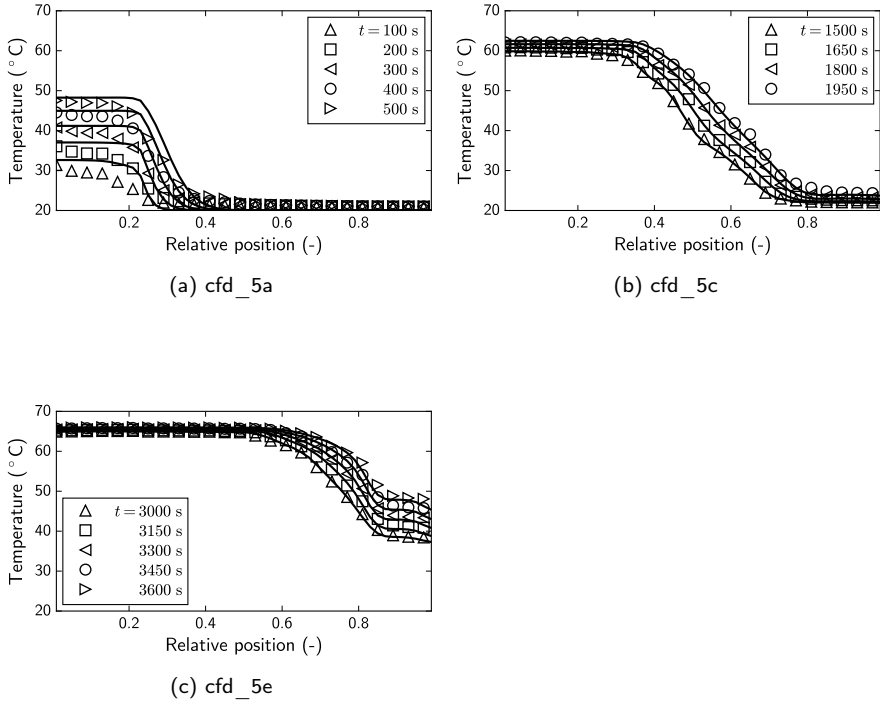 70
60
50
40
30
20
Temperature (°C)
t = 100 s
200 s
300 s
400 s
500 s
0.2 0.4 0.6 0.8
Relative position (-)
(a) cfd_5a
70
60
50
40
30
20
Temperature (°C)
t = 1500 s
1650 s
1800 s
1950 s
0.2 0.4 0.6 0.8
Relative position (-)
(b) cfd_5c
70
60
50
40
30
20
Temperature (°C)
t = 3000 s
3150 s
3300 s
3450 s
3600 s
0.2 0.4 0.6 0.8
Relative position (-)
(c) cfd_5e